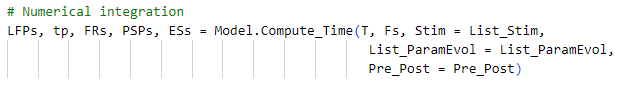 # Numerical integration
LFPs, tp, FRs, PSPs, ESs = Model.Compute_Time(T, Fs, Stim = List_Stim,
List_ParamEvol = List_ParamEvol,
Pre_Post = Pre_Post)